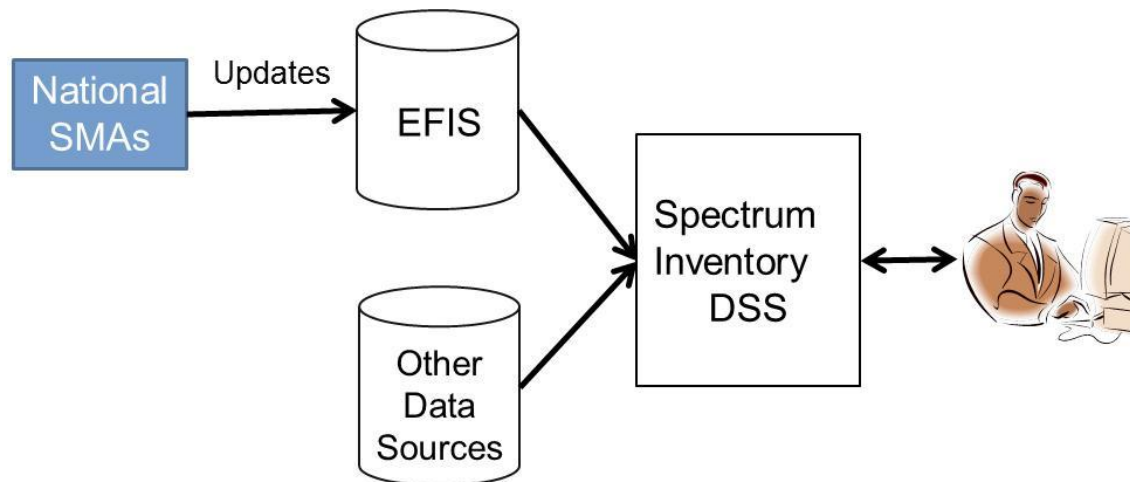 National
SMAs
Updates
EFIS
Spectrum
Inventory
DSS
Other
Data
Sources